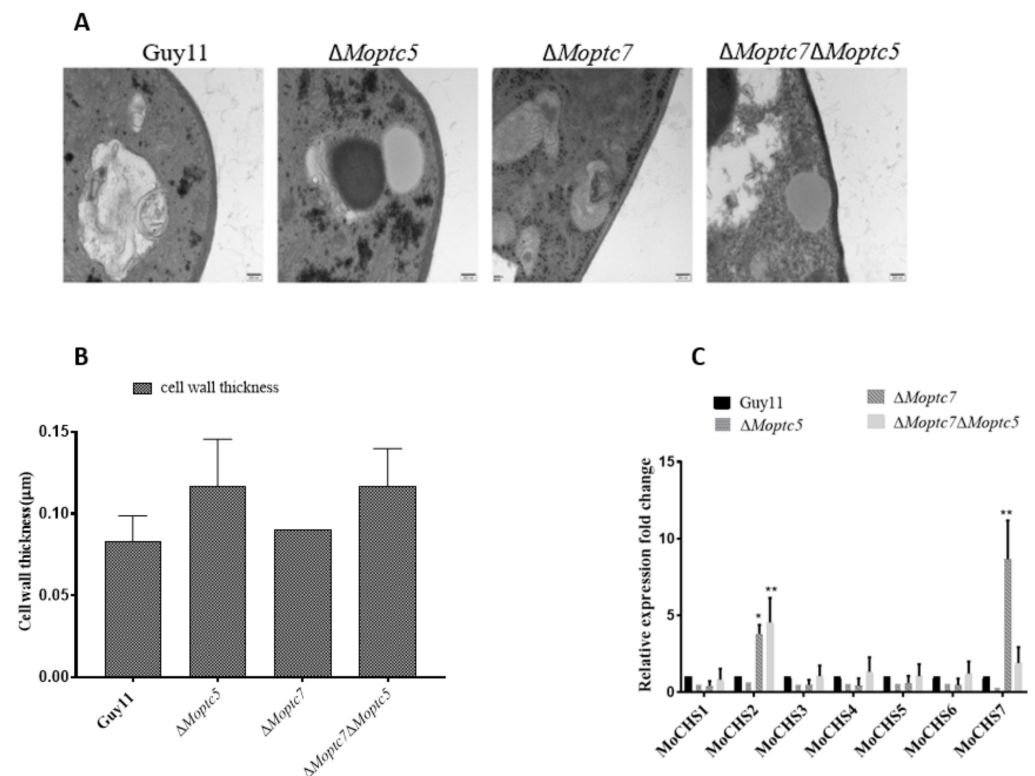 A
Guy11 ΔMoptc5 ΔMoptc7 ΔMoptc7ΔMoptc5
B
cell wall thickness
Cell wall thickness(μm)
0.15
0.10
0.05
0.00
Guy11 ΔMoptc5 ΔMoptc7 ΔMoptc7ΔMoptc5
C
Guy11 ΔMoptc7
ΔMoptc5 ΔMoptc7ΔMoptc5
Relative expression fold change
15
10
5
0
* ** **
MoCHS1 MoCHS2 MoCHS3 MoCHS4 MoCHS5 MoCHS6 MoCHS7